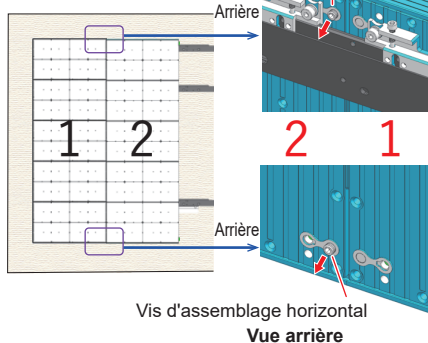 Arrière
1 2
2 1
Arrière
Vis d'assemblage horizontal
Vue arrière